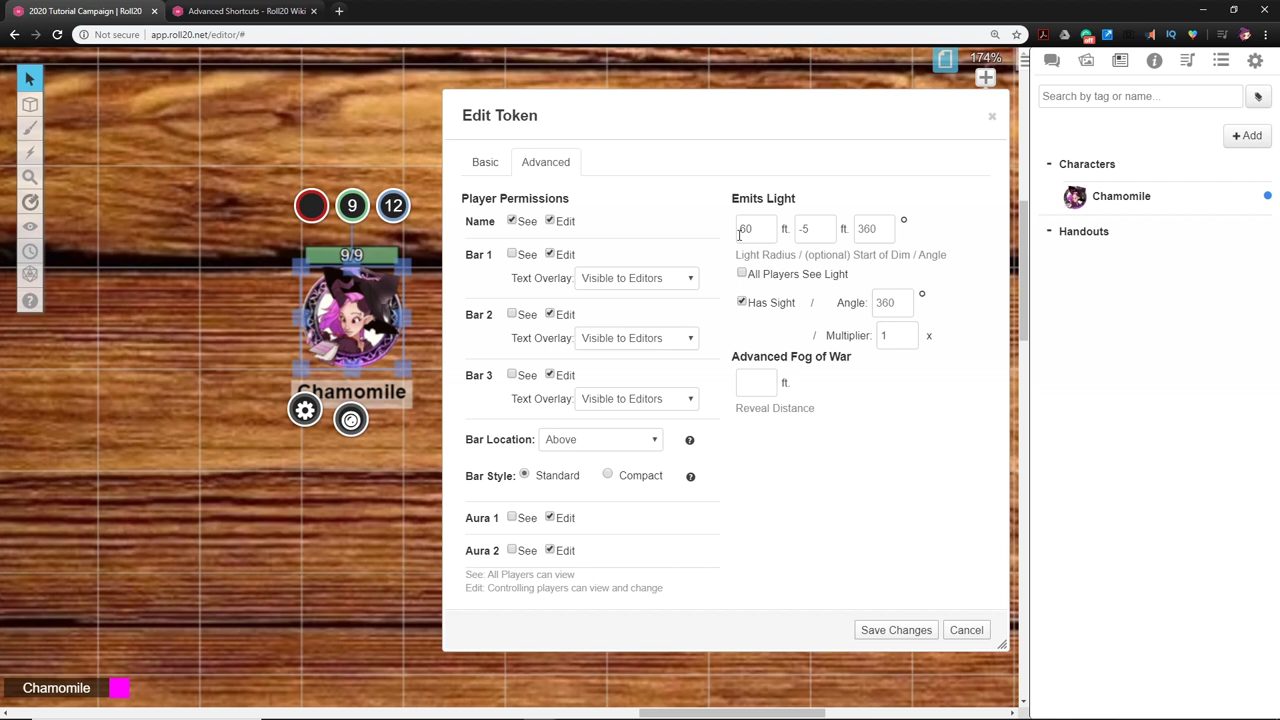 2020 Tutorial Campaign | Roll20
Advanced Shortcuts - Roll20 Wiki
Not secure | app.roll20.net/editor/#
174%
Search by tag or name...
+ Add
- Characters
Chamomile
- Handouts
9
12
9/9
Chamomile
Chamomile
Edit Token
Basic
Advanced
Player Permissions
Name See Edit
Bar 1 See Edit
Text Overlay: Visible to Editors
Bar 2 See Edit
Text Overlay: Visible to Editors
Bar 3 See Edit
Text Overlay: Visible to Editors
Bar Location: Above
Bar Style: Standard Compact
Aura 1 See Edit
Aura 2 See Edit
See: All Players can view
Edit: Controlling players can view and change
Emits Light
60 ft. -5 ft. 360 °
Light Radius / (optional) Start of Dim / Angle
All Players See Light
Has Sight / Angle: 360 °
/ Multiplier: 1 x
Advanced Fog of War
ft.
Reveal Distance
Save Changes
Cancel